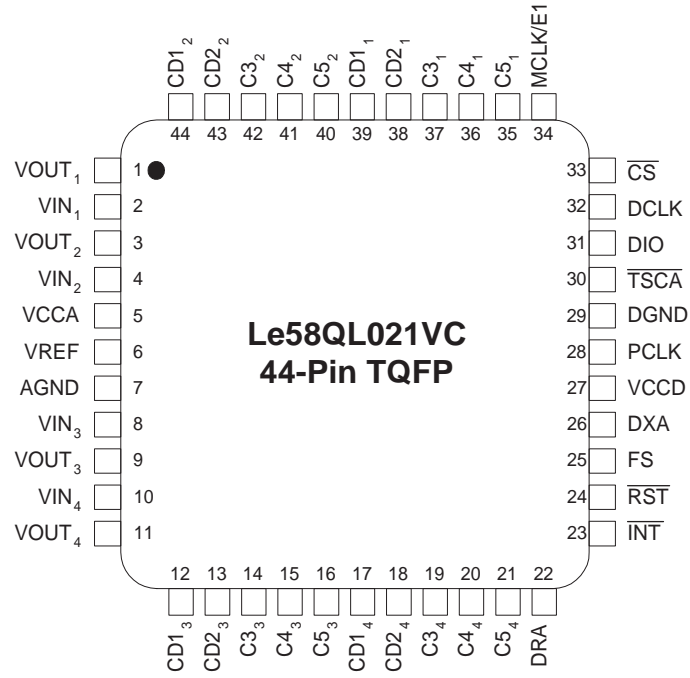 CD1₂ CD2₂ C3₂ C4₂ C5₂ CD1₁ CD2₁ C3₁ C4₁ C5₁ MCLK/E1
44 43 42 41 40 39 38 37 36 35 34
VOUT₁ 1
VIN₁ 2
VOUT₂ 3
VIN₂ 4
VCCA 5
VREF 6
AGND 7
VIN₃ 8
VOUT₃ 9
VIN₄ 10
VOUT₄ 11
Le58QL021VC
44-Pin TQFP
33 C̅S̅
32 DCLK
31 DIO
30 T̅S̅C̅A̅
29 DGND
28 PCLK
27 VCCD
26 DXA
25 FS
24 R̅S̅T̅
23 I̅N̅T̅
12 13 14 15 16 17 18 19 20 21 22
CD1₃ CD2₃ C3₃ C4₃ C5₃ CD1₄ CD2₄ C3₄ C4₄ C5₄ DRA